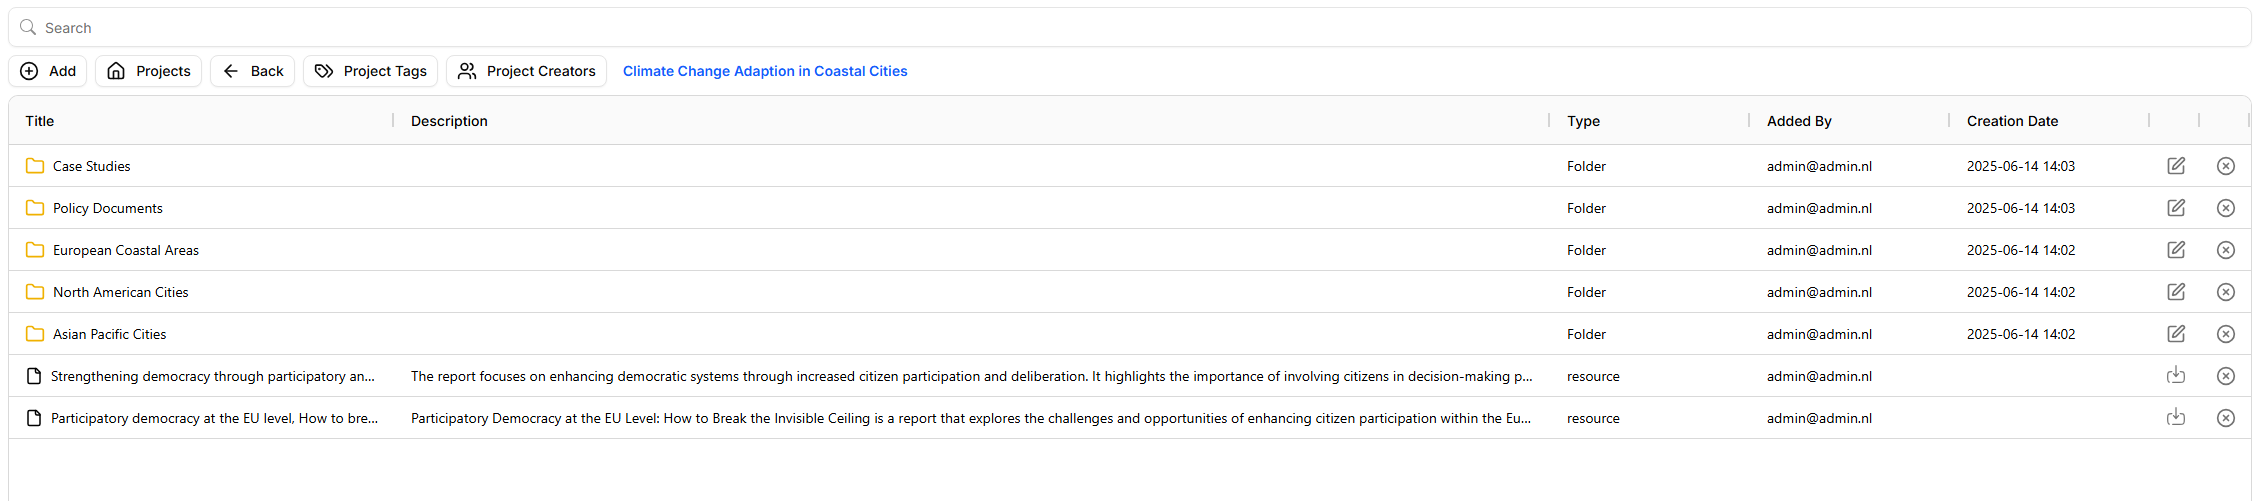 Search
Add Projects Back Project Tags Project Creators Climate Change Adaption in Coastal Cities
Title Description Type Added By Creation Date
Case Studies Folder admin@admin.nl 2025-06-14 14:03
Policy Documents Folder admin@admin.nl 2025-06-14 14:03
European Coastal Areas Folder admin@admin.nl 2025-06-14 14:02
North American Cities Folder admin@admin.nl 2025-06-14 14:02
Asian Pacific Cities Folder admin@admin.nl 2025-06-14 14:02
Strengthening democracy through participatory an... The report focuses on enhancing democratic systems through increased citizen participation and deliberation. It highlights the importance of involving citizens in decision-making p... resource admin@admin.nl
Participatory democracy at the EU level, How to bre... Participatory Democracy at the EU Level: How to Break the Invisible Ceiling is a report that explores the challenges and opportunities of enhancing citizen participation within the Eu... resource admin@admin.nl